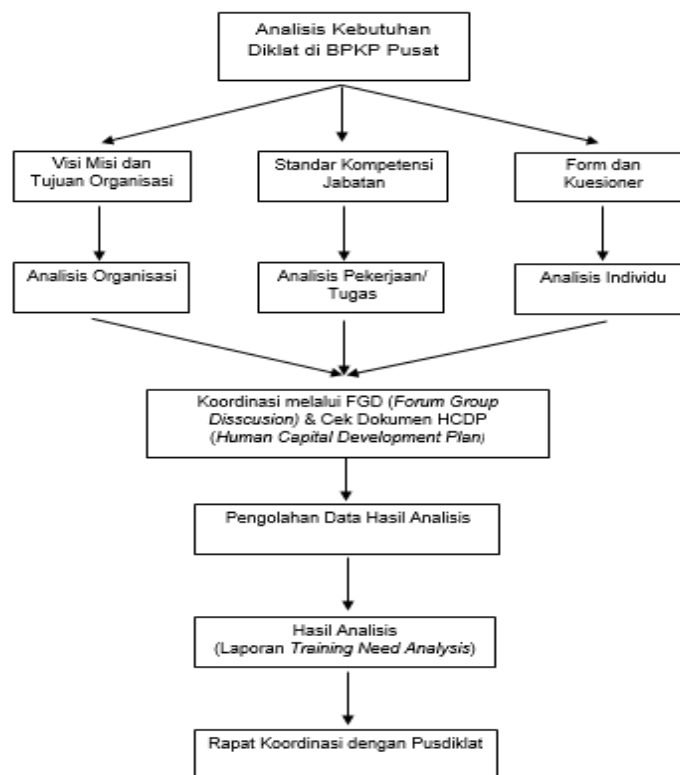 Analisis Kebutuhan
Diklat di BPKP Pusat
Visi Misi dan
Tujuan Organisasi
Standar Kompetensi
Jabatan
Form dan
Kuesioner
Analisis Organisasi
Analisis Pekerjaan/
Tugas
Analisis Individu
Koordinasi melalui FGD (Forum Group
Disscusion) & Cek Dokumen HCDP
(Human Capital Development Plan)
Pengolahan Data Hasil Analisis
Hasil Analisis
(Laporan Training Need Analysis)
Rapat Koordinasi dengan Pusdiklat